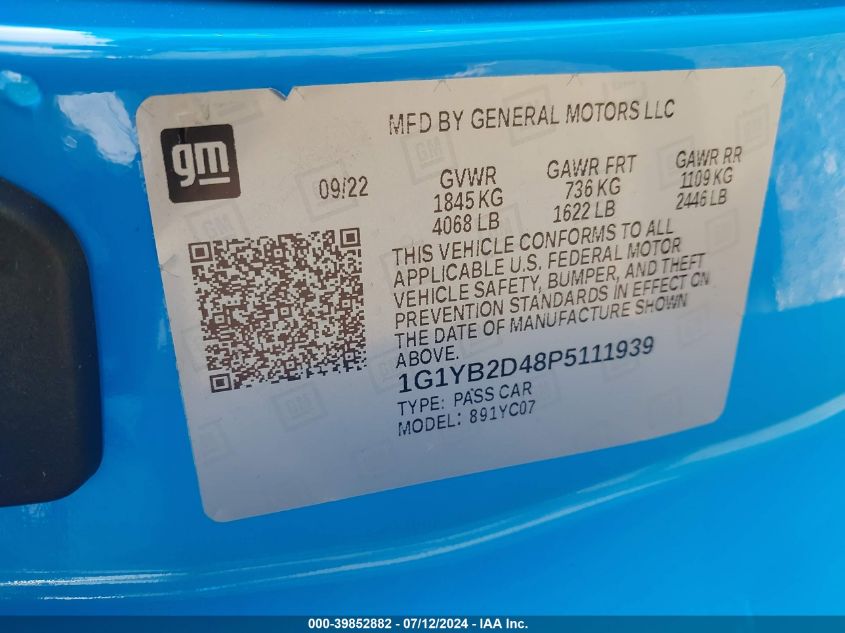 MFD BY GENERAL MOTORS LLC
gm
09/22
GVWR
1845 KG
4068 LB
GAWR FRT
736 KG
1622 LB
GAWR RR
1109 KG
2446 LB
THIS VEHICLE CONFORMS TO ALL
APPLICABLE U.S. FEDERAL MOTOR
VEHICLE SAFETY, BUMPER, AND THEFT
PREVENTION STANDARDS IN EFFECT ON
THE DATE OF MANUFACTURE SHOWN
ABOVE.
1G1YB2D48P5111939
TYPE: PASS CAR
MODEL: 891YC07
000-39852882 - 07/12/2024 - IAA Inc.